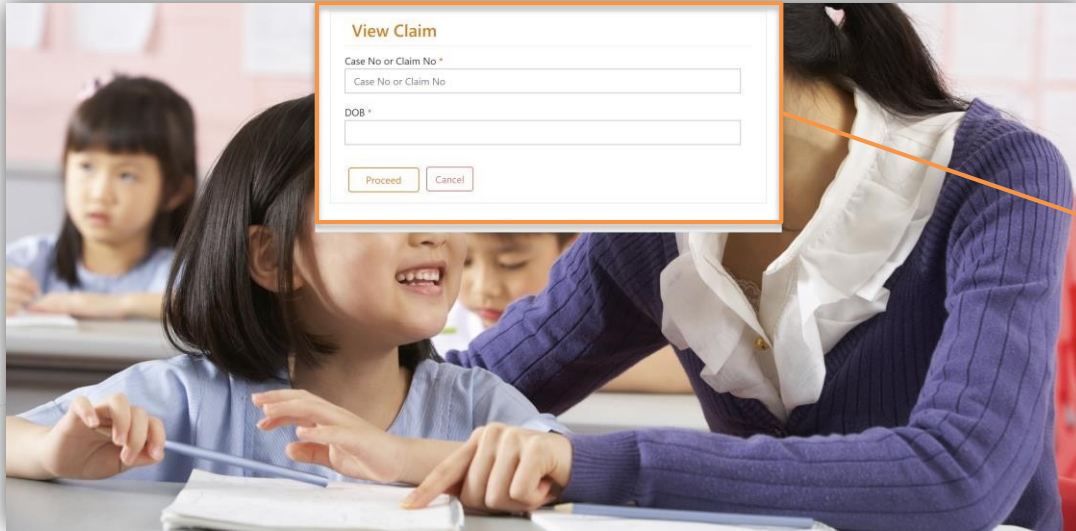 View Claim
Case No or Claim No *
Case No or Claim No
DOB *
Proceed Cancel